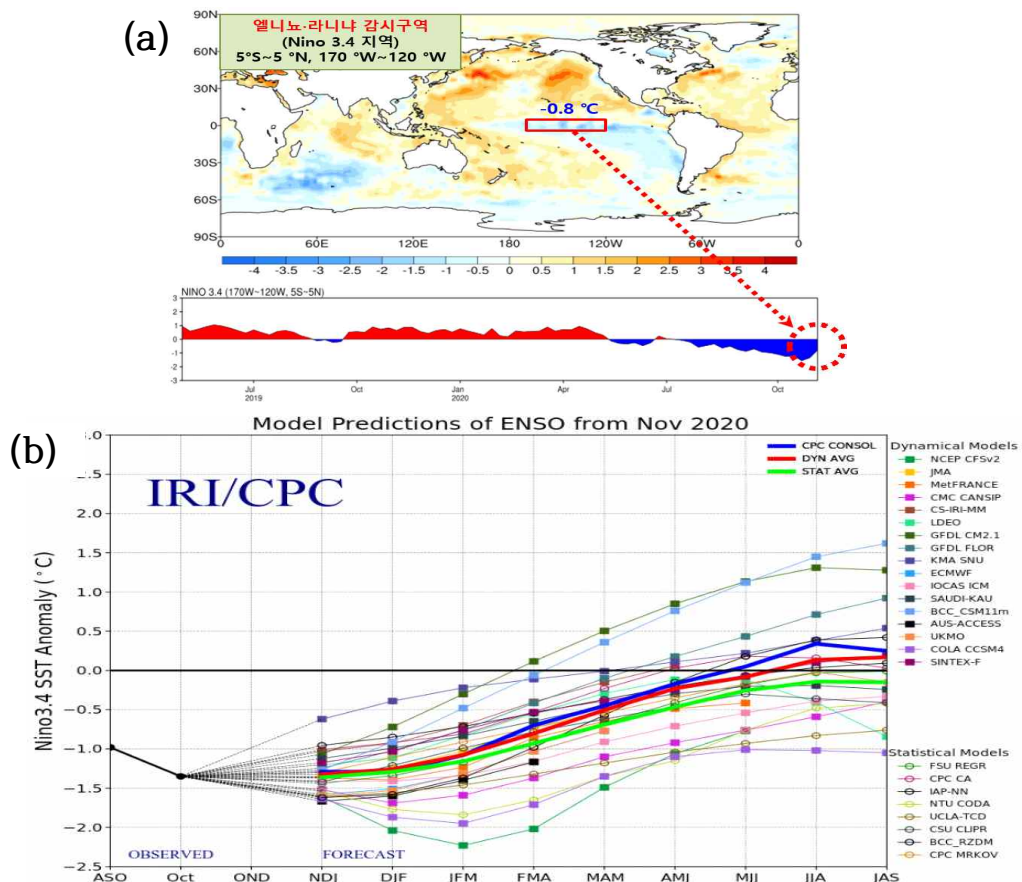 (a)
엘니뇨·라니냐 감시구역
(Nino 3.4 지역)
5°S~5 °N, 170 °W~120 °W
90N
60N
30N
0
30S
60S
90S
-0.8 ℃
0 60E 120E 180 120W 60W 0
-4 -3.5 -3 -2.5 -2 -1.5 -1 -0.5 0 0.5 1 1.5 2 2.5 3 3.5 4
NINO 3.4 (170W~120W, 5S~5N)
3
2
1
0
-1
-2
-3
Jul Oct Jan Apr Jul Oct
2019 2020
(b)
Model Predictions of ENSO from Nov 2020
IRI/CPC
CPC CONSOL
DYN AVG
STAT AVG
Nino3.4 SST Anomaly (°C)
.0
.5
2.0
1.5
1.0
0.5
0.0
−0.5
−1.0
−1.5
−2.0
−2.5
OBSERVED FORECAST
ASO Oct OND NDJ DJF JFM FMA MAM AMJ MJJ JJA JAS
Dynamical Models
NCEP CFSv2
JMA
MetFRANCE
CMC CANSIP
CS-IRI-MM
LDEO
GFDL CM2.1
GFDL FLOR
KMA SNU
ECMWF
IOCAS ICM
SAUDI-KAU
BCC_CSM11m
AUS-ACCESS
UKMO
COLA CCSM4
SINTEX-F
Statistical Models
FSU REGR
CPC CA
IAP-NN
NTU CODA
UCLA-TCD
CSU CLIPR
BCC_RZDM
CPC MRKOV